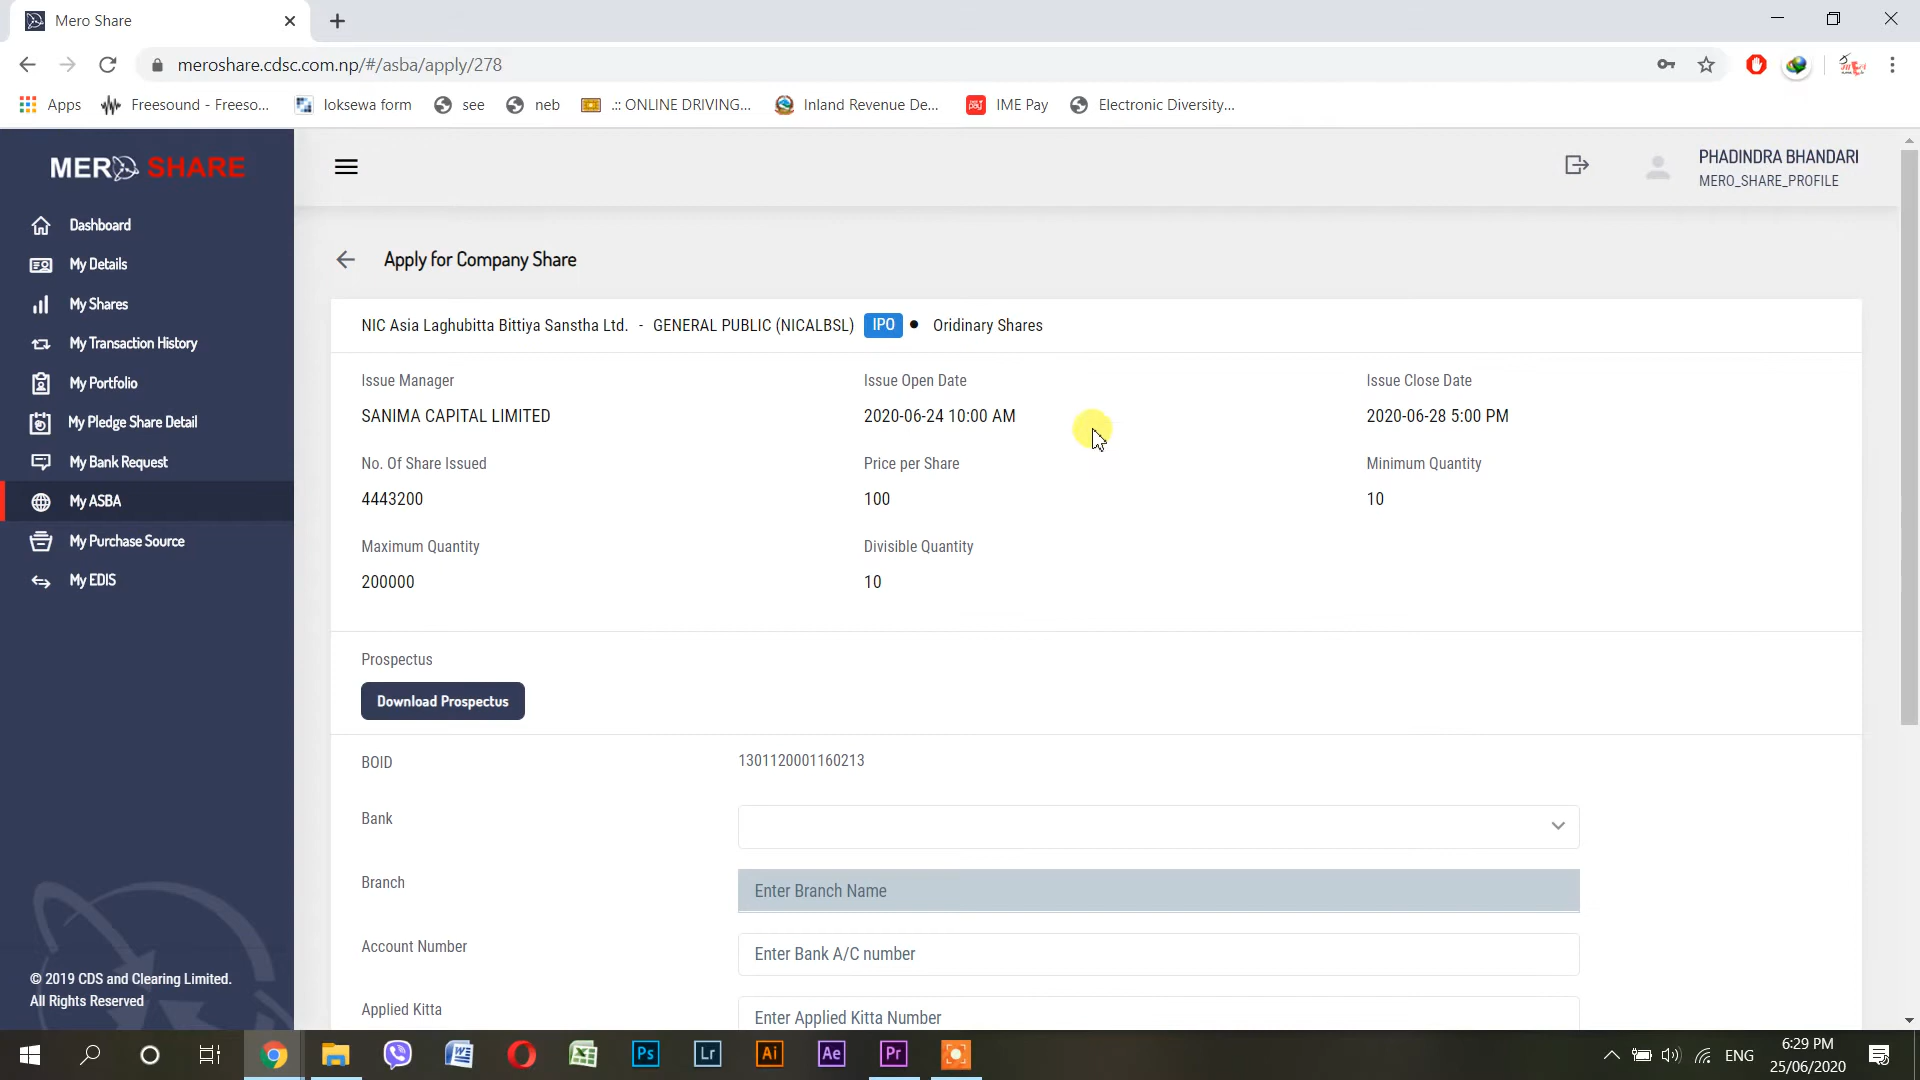 Mero Share
meroshare.cdsc.com.np/#/asba/apply/278
Apps
Freesound - Freeso...
loksewa form
see
neb
.:: ONLINE DRIVING...
Inland Revenue De...
IME Pay
Electronic Diversity...
MERO SHARE
PHADINDRA BHANDARI
MERO_SHARE_PROFILE
Dashboard
My Details
My Shares
My Transaction History
My Portfolio
My Pledge Share Detail
My Bank Request
My ASBA
My Purchase Source
My EDIS
© 2019 CDS and Clearing Limited.
All Rights Reserved
Apply for Company Share
NIC Asia Laghubitta Bittiya Sanstha Ltd. - GENERAL PUBLIC (NICALBSL) IPO ● Oridinary Shares
Issue Manager
SANIMA CAPITAL LIMITED
Issue Open Date
2020-06-24 10:00 AM
Issue Close Date
2020-06-28 5:00 PM
No. Of Share Issued
4443200
Price per Share
100
Minimum Quantity
10
Maximum Quantity
200000
Divisible Quantity
10
Prospectus
Download Prospectus
BOID 1301120001160213
Bank
Branch Enter Branch Name
Account Number Enter Bank A/C number
Applied Kitta Enter Applied Kitta Number
Ps
Lr
Ai
Ae
Pr
ENG
6:29 PM
25/06/2020